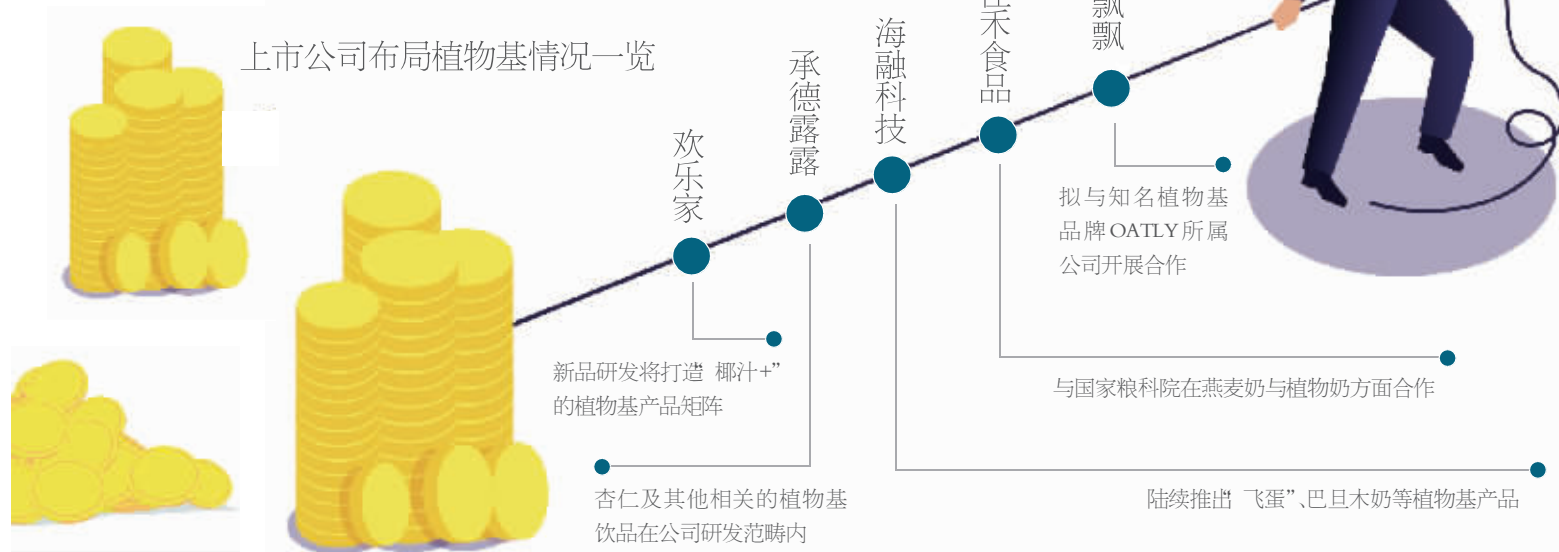 上市公司布局植物基情况一览
欢乐家
承德露露
海融科技
禾食品
飘
新品研发将打造“椰汁+”
的植物基产品矩阵
杏仁及其他相关的植物基
饮品在公司研发范畴内
陆续推出“飞蛋”、巴旦木奶等植物基产品
与国家粮科院在燕麦奶与植物奶方面合作
拟与知名植物基
品牌OATLY所属
公司开展合作